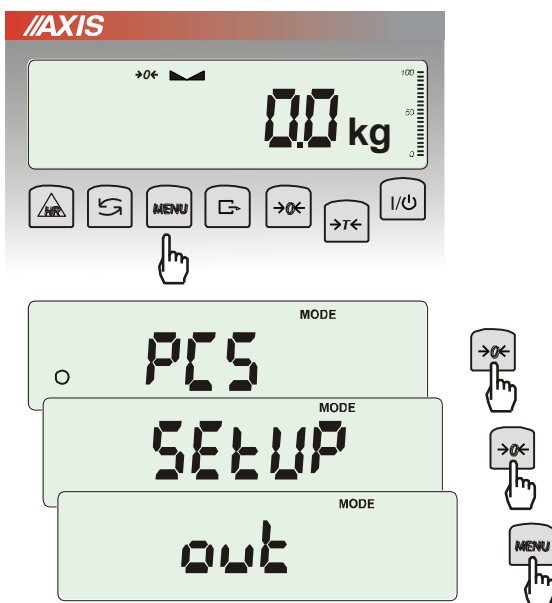 //AXIS
→0←
100
50
0
0.0 kg
HR
MENU
→0←
→T←
I/⏻
MODE
PCS
→0←
MODE
SEtUP
→0←
MODE
out
MENU